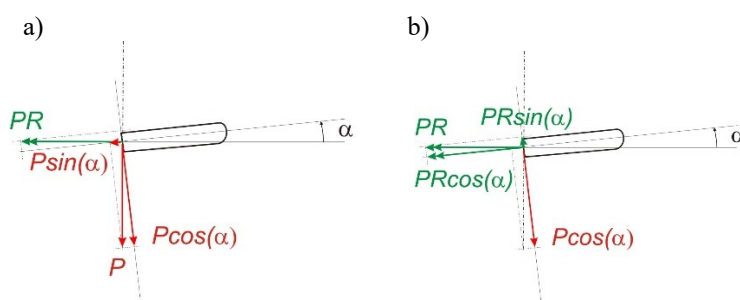 a)
PR
Psin(α)
α
Pcos(α)
P
b)
PRsin(α)
PR
α
PRcos(α)
Pcos(α)